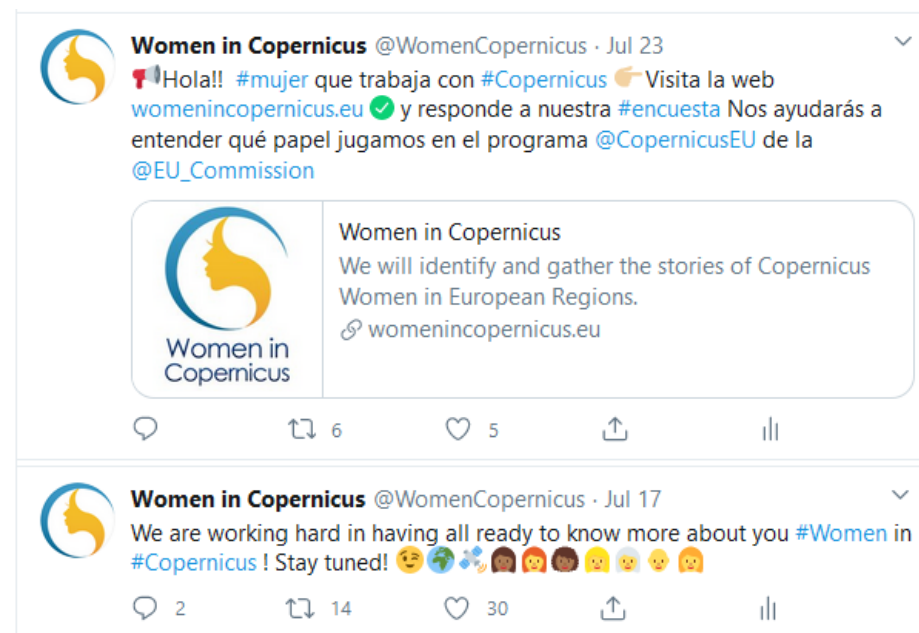 Women in Copernicus @WomenCopernicus · Jul 23
📢Hola!! #mujer que trabaja con #Copernicus 👉🏼Visita la web
womenincopernicus.eu ✅ y responde a nuestra #encuesta Nos ayudarás a
entender qué papel jugamos en el programa @CopernicusEU de la
@EU_Commission
Women in
Copernicus
Women in Copernicus
We will identify and gather the stories of Copernicus
Women in European Regions.
womenincopernicus.eu
6 5
Women in Copernicus @WomenCopernicus · Jul 17
We are working hard in having all ready to know more about you #Women in
#Copernicus ! Stay tuned! 😉🌍🛰👩🏾👩‍🦰👩🏾‍🦱👱‍♀️👩‍🦳👩‍🦲👩
2 14 30